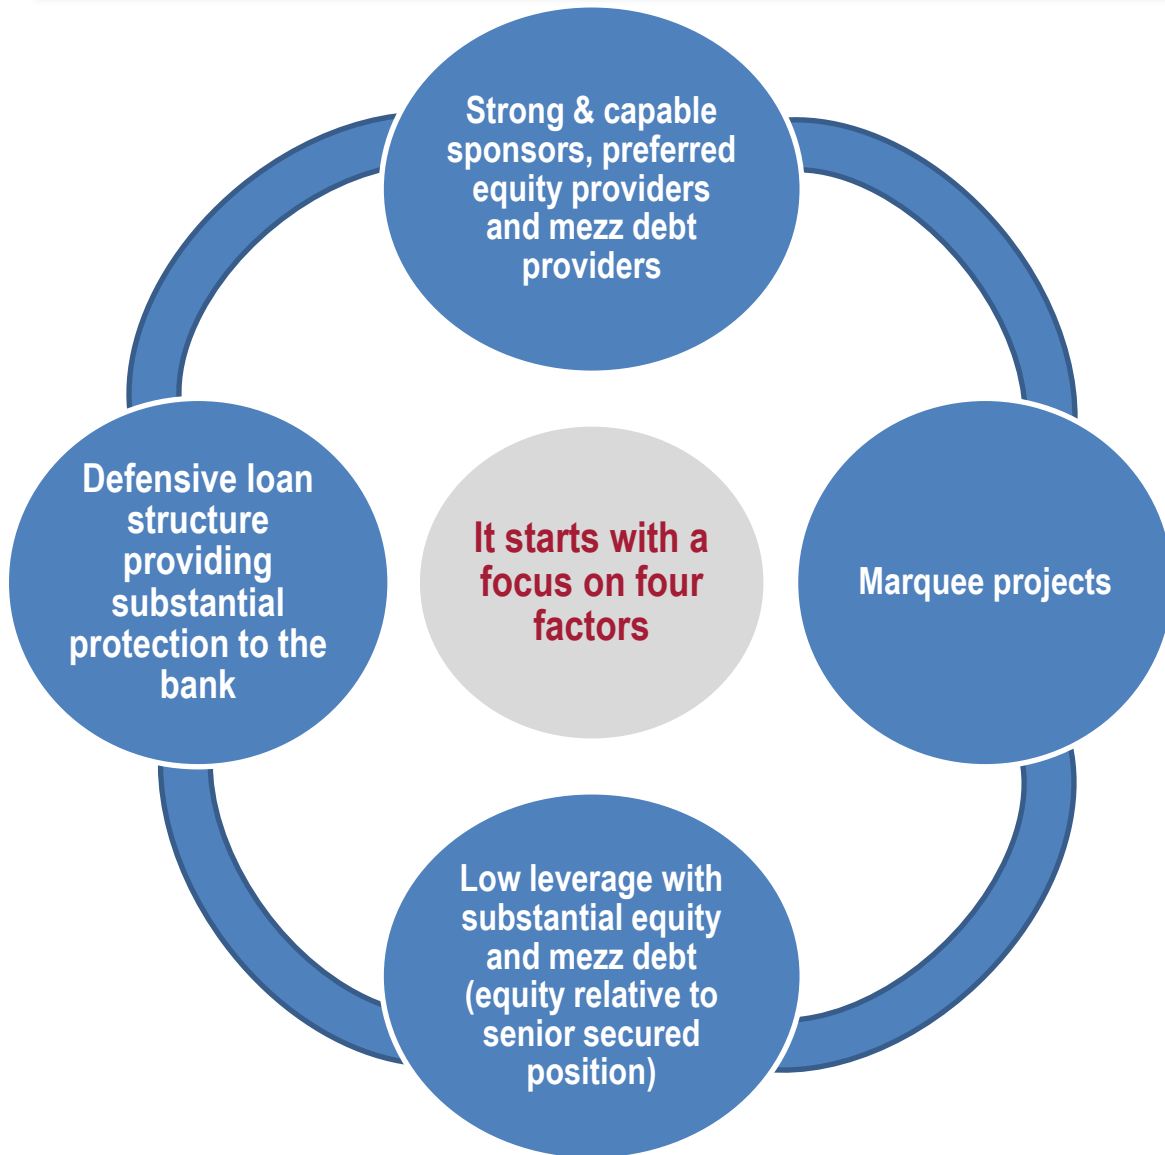 Strong & capable
sponsors, preferred
equity providers
and mezz debt
providers
Marquee projects
Low leverage with
substantial equity
and mezz debt
(equity relative to
senior secured
position)
Defensive loan
structure
providing
substantial
protection to the
bank
It starts with a
focus on four
factors